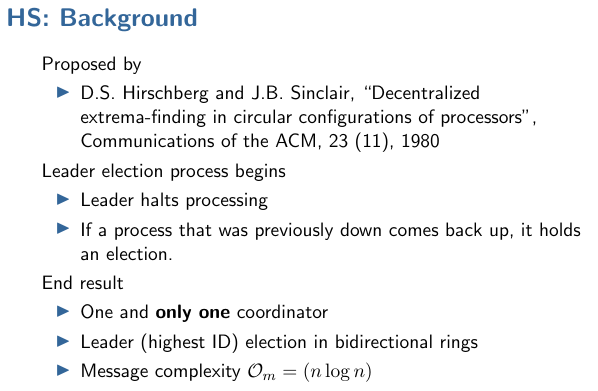 HS: Background
Proposed by
▶ D.S. Hirschberg and J.B. Sinclair, “Decentralized
extrema-finding in circular configurations of processors”,
Communications of the ACM, 23 (11), 1980
Leader election process begins
▶ Leader halts processing
▶ If a process that was previously down comes back up, it holds
an election.
End result
▶ One and only one coordinator
▶ Leader (highest ID) election in bidirectional rings
▶ Message complexity 𝒪ₘ = (n log n)